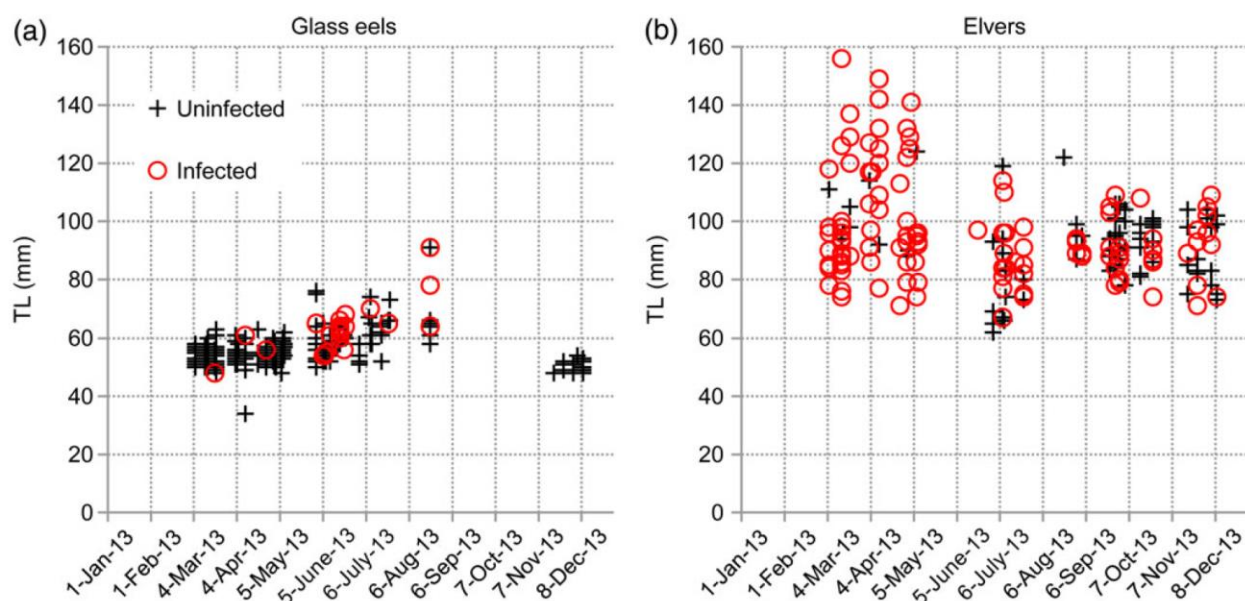 (a) Glass eels
160
140
120
100
80
60
40
20
0
TL (mm)
Uninfected
Infected
1-Jan-13
1-Feb-13
4-Mar-13
4-Apr-13
5-May-13
5-June-13
6-July-13
6-Aug-13
6-Sep-13
7-Oct-13
7-Nov-13
8-Dec-13
(b) Elvers
160
140
120
100
80
60
40
20
0
TL (mm)
1-Jan-13
1-Feb-13
4-Mar-13
4-Apr-13
5-May-13
5-June-13
6-July-13
6-Aug-13
6-Sep-13
7-Oct-13
7-Nov-13
8-Dec-13